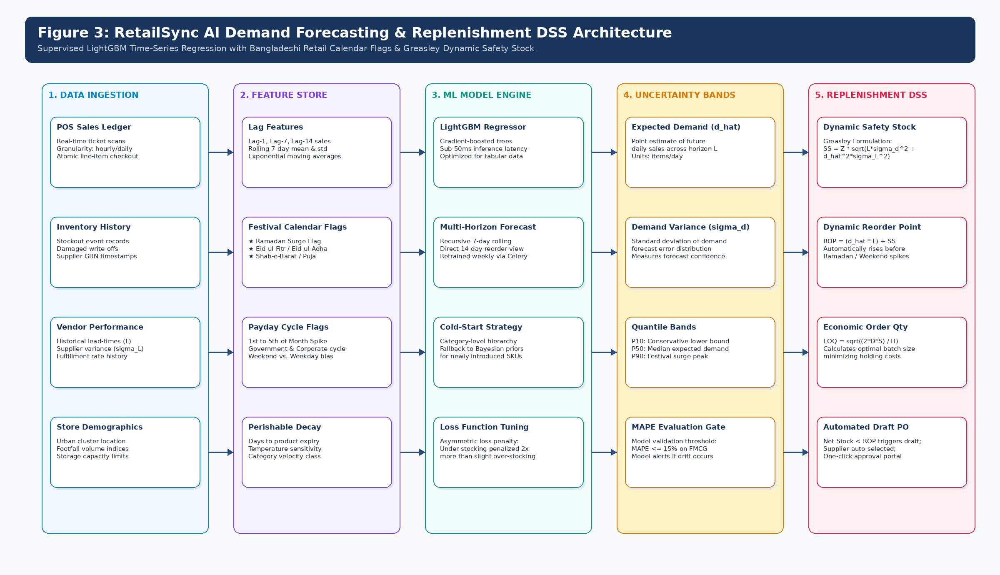 Figure 3: RetailSync AI Demand Forecasting & Replenishment DSS Architecture
Supervised LightGBM Time-Series Regression with Bangladeshi Retail Calendar Flags & Greasley Dynamic Safety Stock
1. DATA INGESTION
POS Sales Ledger
Real-time ticket scans
Granularity: hourly/daily
Atomic line-item checkout
Inventory History
Stockout event records
Damaged write-offs
Supplier GRN timestamps
Vendor Performance
Historical lead-times (L)
Supplier variance (sigma_L)
Fulfillment rate history
Store Demographics
Urban cluster location
Footfall volume indices
Storage capacity limits
2. FEATURE STORE
Lag Features
Lag-1, Lag-7, Lag-14 sales
Rolling 7-day mean & std
Exponential moving averages
Festival Calendar Flags
★ Ramadan Surge Flag
★ Eid-ul-Fitr / Eid-ul-Adha
★ Shab-e-Barat / Puja
Payday Cycle Flags
1st to 5th of Month Spike
Government & Corporate cycle
Weekend vs. Weekday bias
Perishable Decay
Days to product expiry
Temperature sensitivity
Category velocity class
3. ML MODEL ENGINE
LightGBM Regressor
Gradient-boosted trees
Sub-50ms inference latency
Optimized for tabular data
Multi-Horizon Forecast
Recursive 7-day rolling
Direct 14-day reorder view
Retrained weekly via Celery
Cold-Start Strategy
Category-level hierarchy
Fallback to Bayesian priors
for newly introduced SKUs
Loss Function Tuning
Asymmetric loss penalty:
Under-stocking penalized 2x
more than slight over-stocking
4. UNCERTAINTY BANDS
Expected Demand (d_hat)
Point estimate of future
daily sales across horizon L
Units: items/day
Demand Variance (sigma_d)
Standard deviation of demand
forecast error distribution
Measures forecast confidence
Quantile Bands
P10: Conservative lower bound
P50: Median expected demand
P90: Festival surge peak
MAPE Evaluation Gate
Model validation threshold:
MAPE <= 15% on FMCG
Model alerts if drift occurs
5. REPLENISHMENT DSS
Dynamic Safety Stock
Greasley Formulation:
SS = Z * sqrt(L*sigma_d^2 +
d_hat^2*sigma_L^2)
Dynamic Reorder Point
ROP = (d_hat * L) + SS
Automatically rises before
Ramadan / Weekend spikes
Economic Order Qty
EOQ = sqrt((2*D*S) / H)
Calculates optimal batch size
minimizing holding costs
Automated Draft PO
Net Stock < ROP triggers draft;
Supplier auto-selected;
One-click approval portal